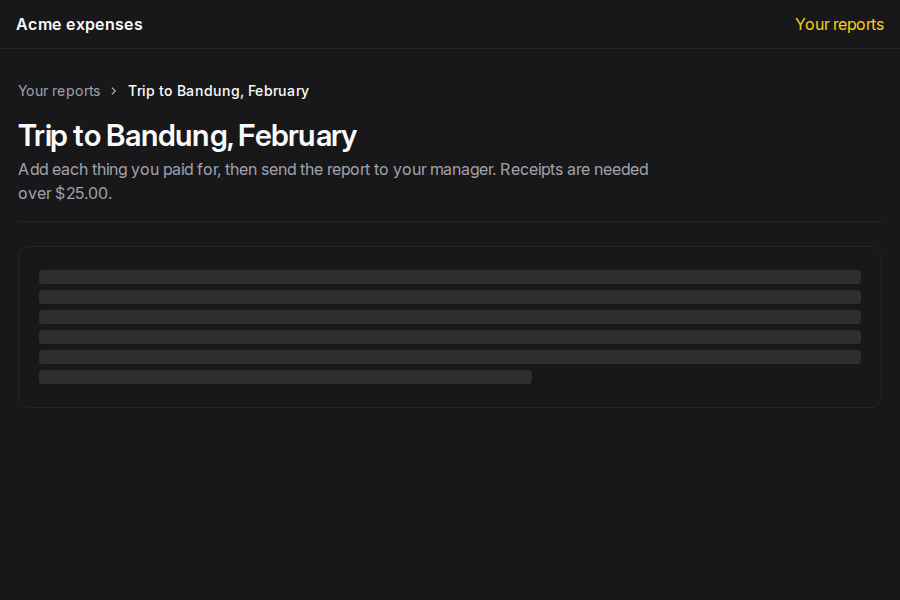 Acme expenses
Your reports
Your reports > Trip to Bandung, February
Trip to Bandung, February
Add each thing you paid for, then send the report to your manager. Receipts are needed
over $25.00.